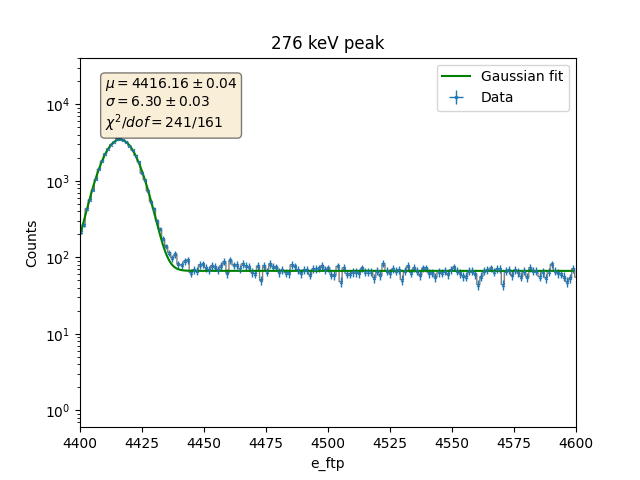 276 keV peak
μ = 4416.16 ± 0.04
σ = 6.30 ± 0.03
χ²/dof = 241/161
Gaussian fit
Data
Counts
10⁴
10³
10²
10¹
10⁰
4400 4425 4450 4475 4500 4525 4550 4575 4600
e_ftp